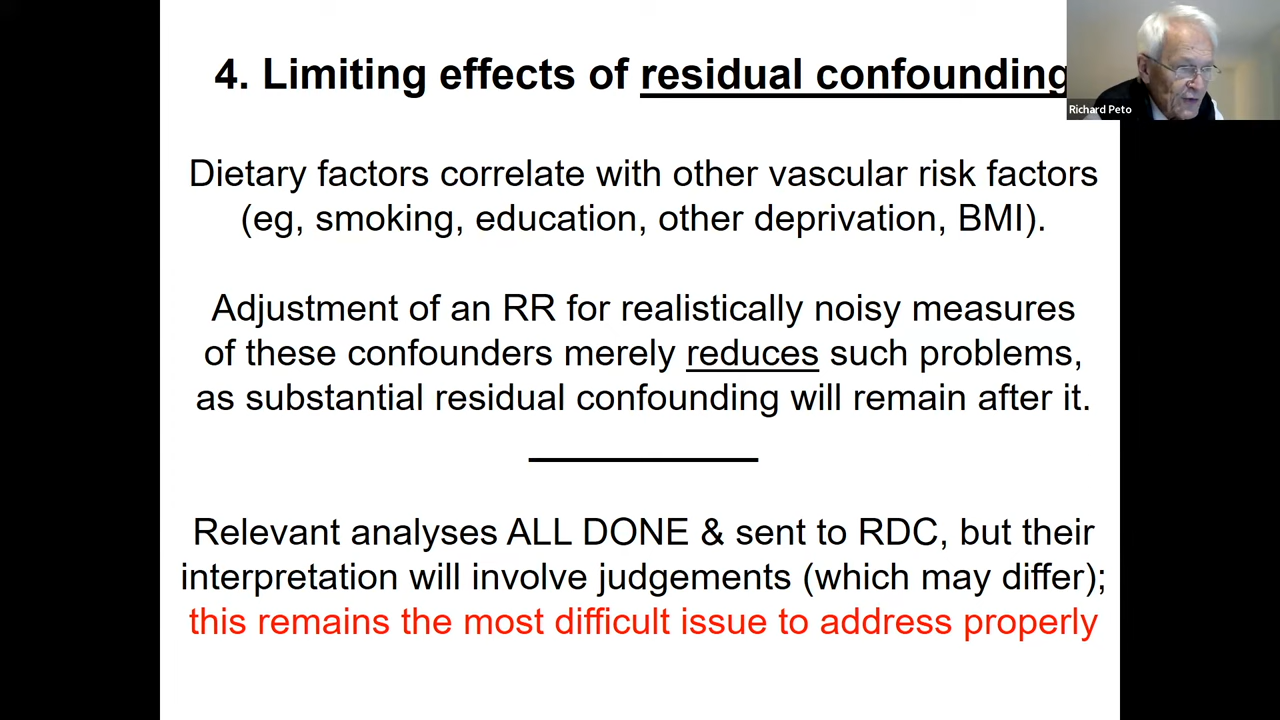 4. Limiting effects of residual confounding
Richard Peto
Dietary factors correlate with other vascular risk factors
(eg, smoking, education, other deprivation, BMI).
Adjustment of an RR for realistically noisy measures
of these confounders merely reduces such problems,
as substantial residual confounding will remain after it.
Relevant analyses ALL DONE & sent to RDC, but their
interpretation will involve judgements (which may differ);
this remains the most difficult issue to address properly